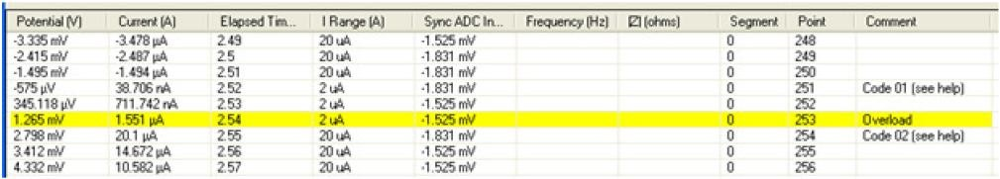 Potential (V) Current (A) Elapsed Tim... I Range (A) Sync ADC In... Frequency (Hz) |Z| (ohms) Segment Point Comment
-3.335 mV -3.478 µA 2.49 20 uA -1.525 mV 0 248
-2.415 mV -2.487 µA 2.5 20 uA -1.831 mV 0 249
-1.495 mV -1.494 µA 2.51 20 uA -1.831 mV 0 250
-575 µV 38.706 nA 2.52 2 uA -1.831 mV 0 251 Code 01 (see help)
345.118 µV 711.742 nA 2.53 2 uA -1.525 mV 0 252
1.265 mV 1.551 µA 2.54 2 uA -1.525 mV 0 253 Overload
2.798 mV 20.1 µA 2.55 20 uA -1.831 mV 0 254 Code 02 (see help)
3.412 mV 14.672 µA 2.56 20 uA -1.525 mV 0 255
4.332 mV 10.582 µA 2.57 20 uA -1.525 mV 0 256